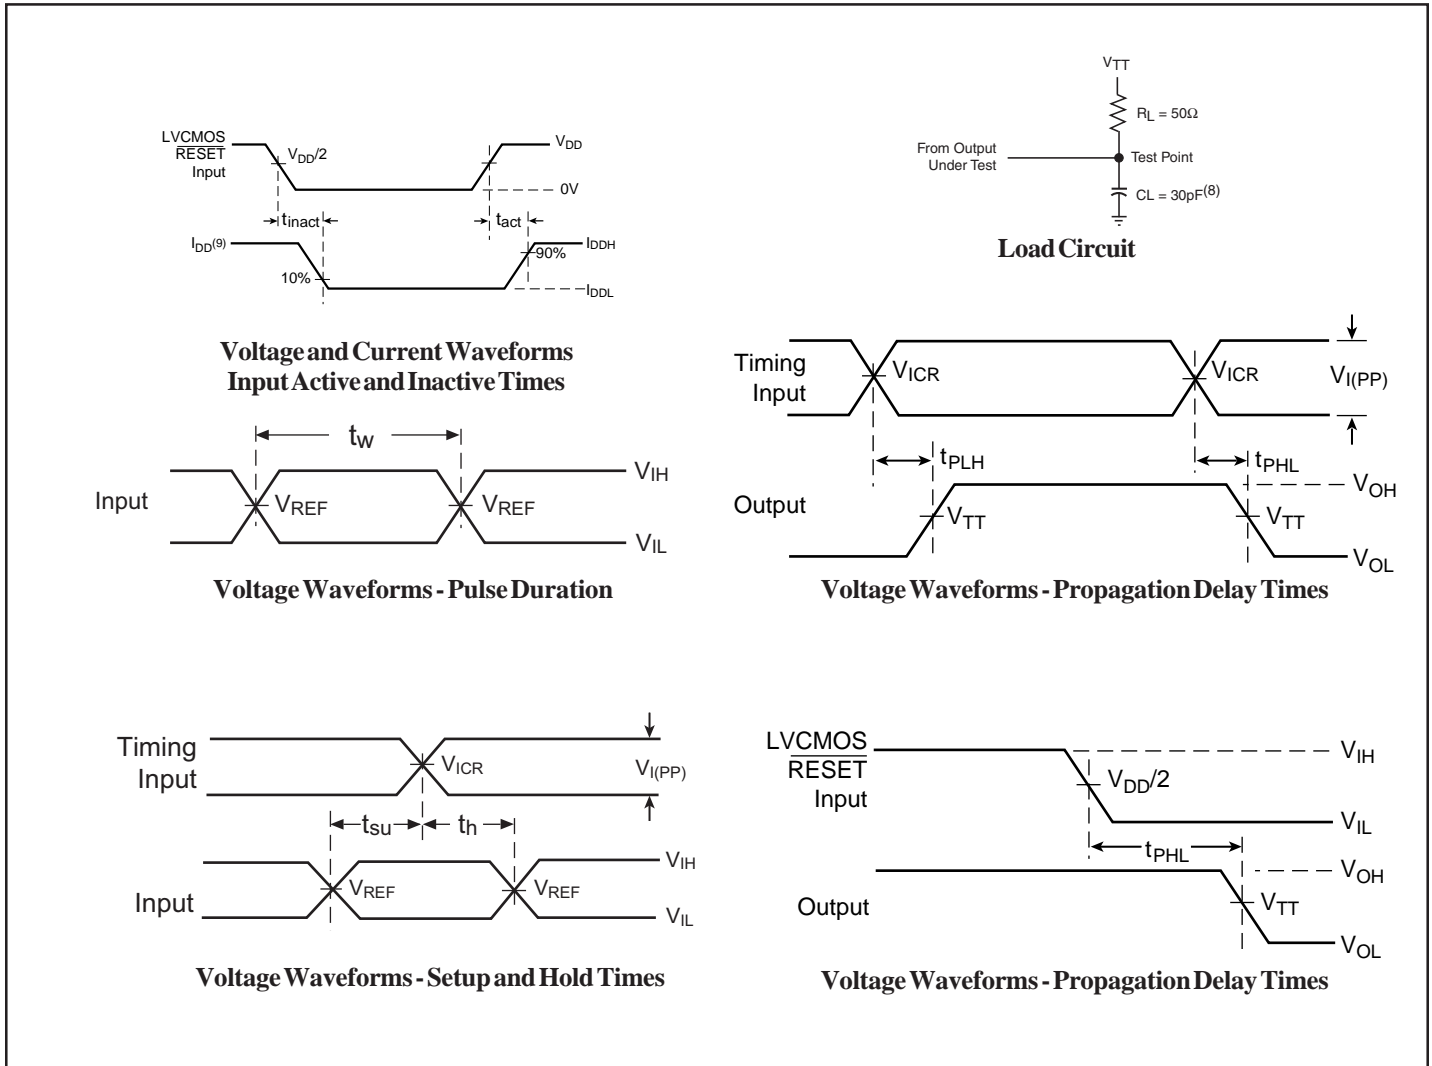 LVCMOS
RESET
Input
VDD/2
VDD
0V
tinact
tact
IDD(9)
IDDH
90%
10%
IDDL
Voltage and Current Waveforms
Input Active and Inactive Times
VTT
RL = 50Ω
From Output
Under Test
Test Point
CL = 30pF(8)
Load Circuit
tw
Input
VREF
VREF
VIH
VIL
Voltage Waveforms - Pulse Duration
Timing
Input
VICR
VICR
VI(PP)
tPLH
tPHL
Output
VTT
VTT
VOH
VOL
Voltage Waveforms - Propagation Delay Times
Timing
Input
VICR
VI(PP)
tsu
th
Input
VREF
VREF
VIH
VIL
Voltage Waveforms - Setup and Hold Times
LVCMOS
RESET
Input
VDD/2
VIH
VIL
tPHL
Output
VOH
VTT
VOL
Voltage Waveforms - Propagation Delay Times